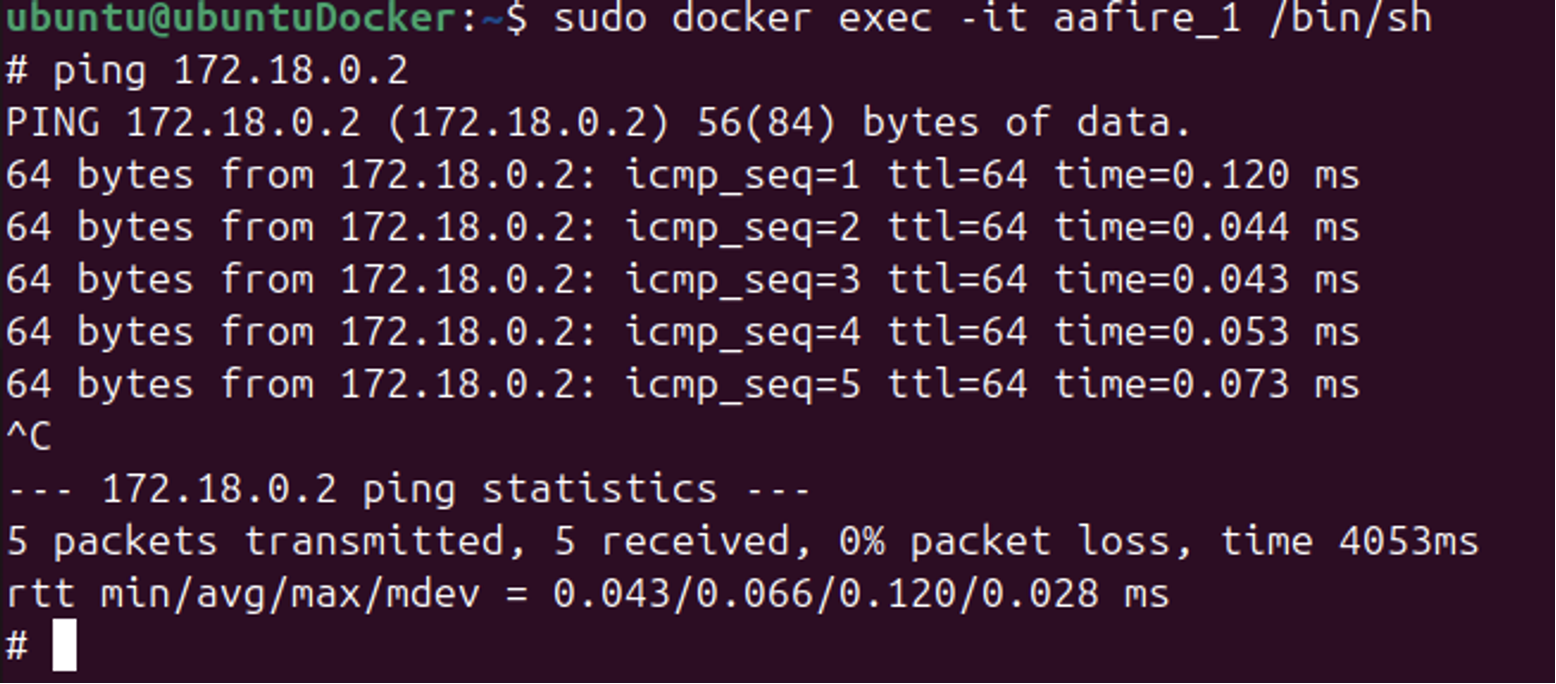 ubuntu@ubuntuDocker:~$ sudo docker exec -it aafire_1 /bin/sh
# ping 172.18.0.2
PING 172.18.0.2 (172.18.0.2) 56(84) bytes of data.
64 bytes from 172.18.0.2: icmp_seq=1 ttl=64 time=0.120 ms
64 bytes from 172.18.0.2: icmp_seq=2 ttl=64 time=0.044 ms
64 bytes from 172.18.0.2: icmp_seq=3 ttl=64 time=0.043 ms
64 bytes from 172.18.0.2: icmp_seq=4 ttl=64 time=0.053 ms
64 bytes from 172.18.0.2: icmp_seq=5 ttl=64 time=0.073 ms
^C
--- 172.18.0.2 ping statistics ---
5 packets transmitted, 5 received, 0% packet loss, time 4053ms
rtt min/avg/max/mdev = 0.043/0.066/0.120/0.028 ms
#